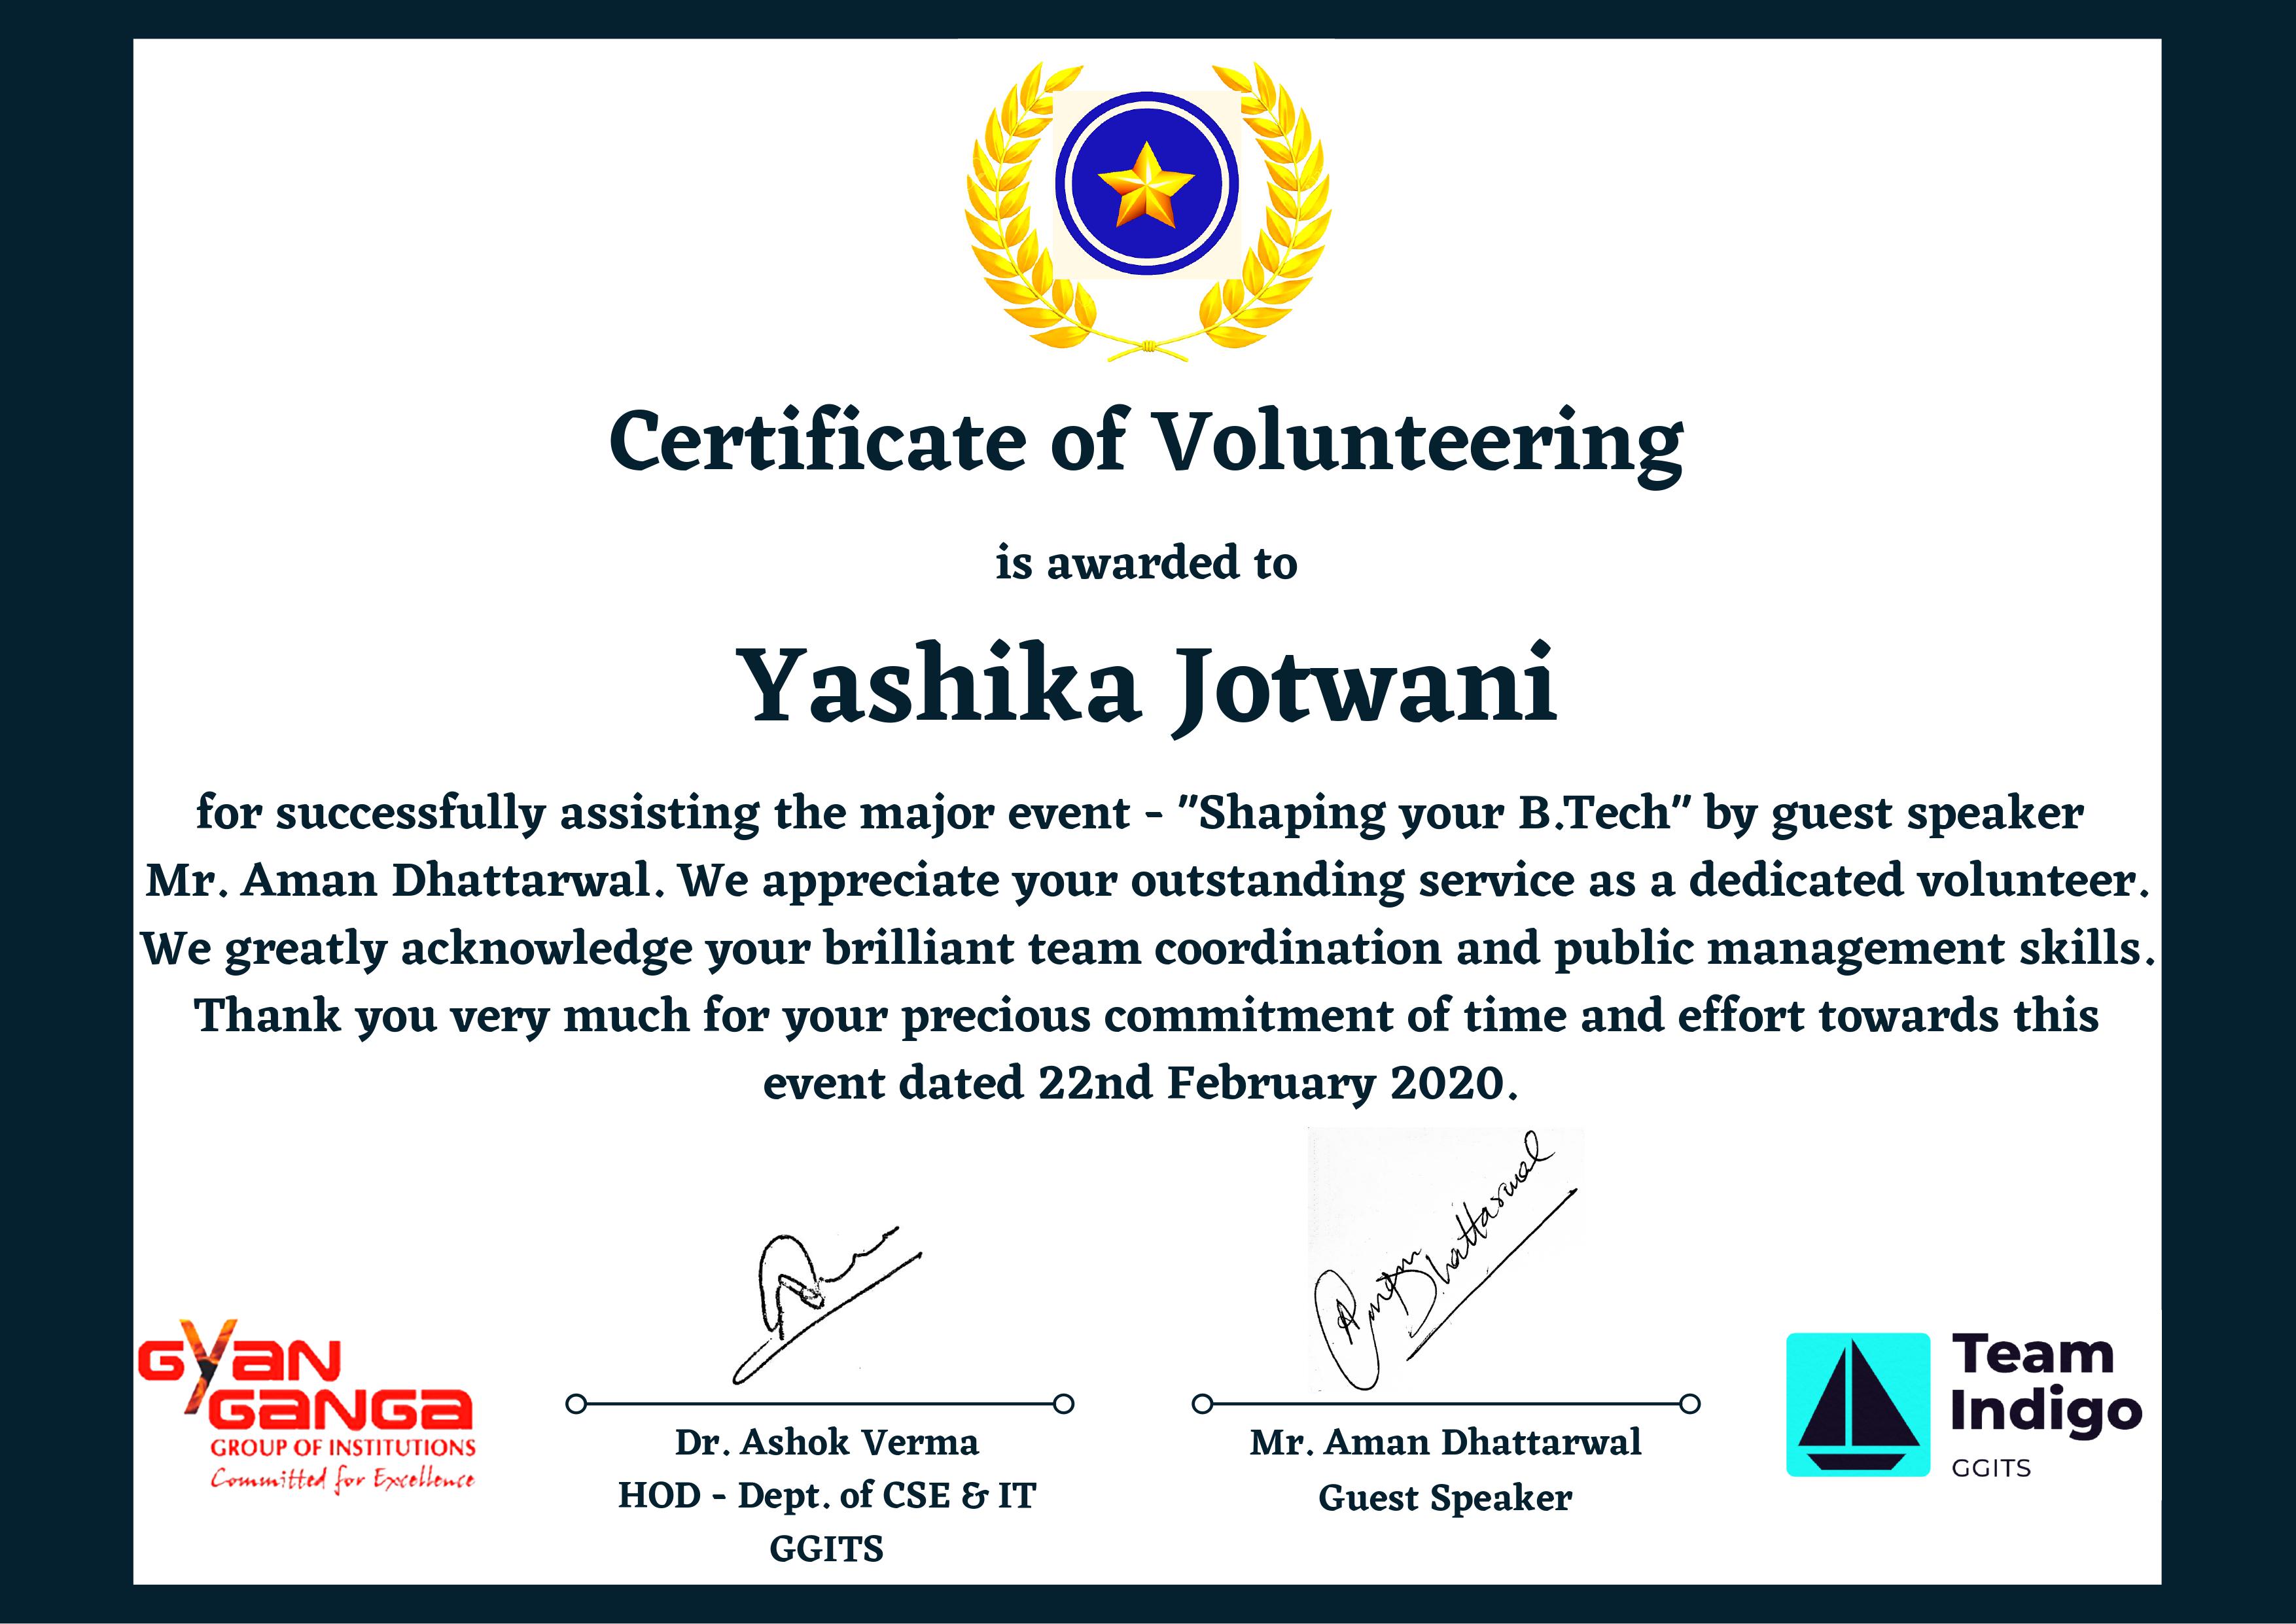 Certificate of Volunteering
is awarded to
Yashika Jotwani
for successfully assisting the major event - "Shaping your B.Tech" by guest speaker
Mr. Aman Dhattarwal. We appreciate your outstanding service as a dedicated volunteer.
We greatly acknowledge your brilliant team coordination and public management skills.
Thank you very much for your precious commitment of time and effort towards this
event dated 22nd February 2020.
Aman Dhattarwal
GYAN
GANGA
GROUP OF INSTITUTIONS
Committed for Excellence
Dr. Ashok Verma
HOD - Dept. of CSE & IT
GGITS
Mr. Aman Dhattarwal
Guest Speaker
Team
Indigo
GGITS